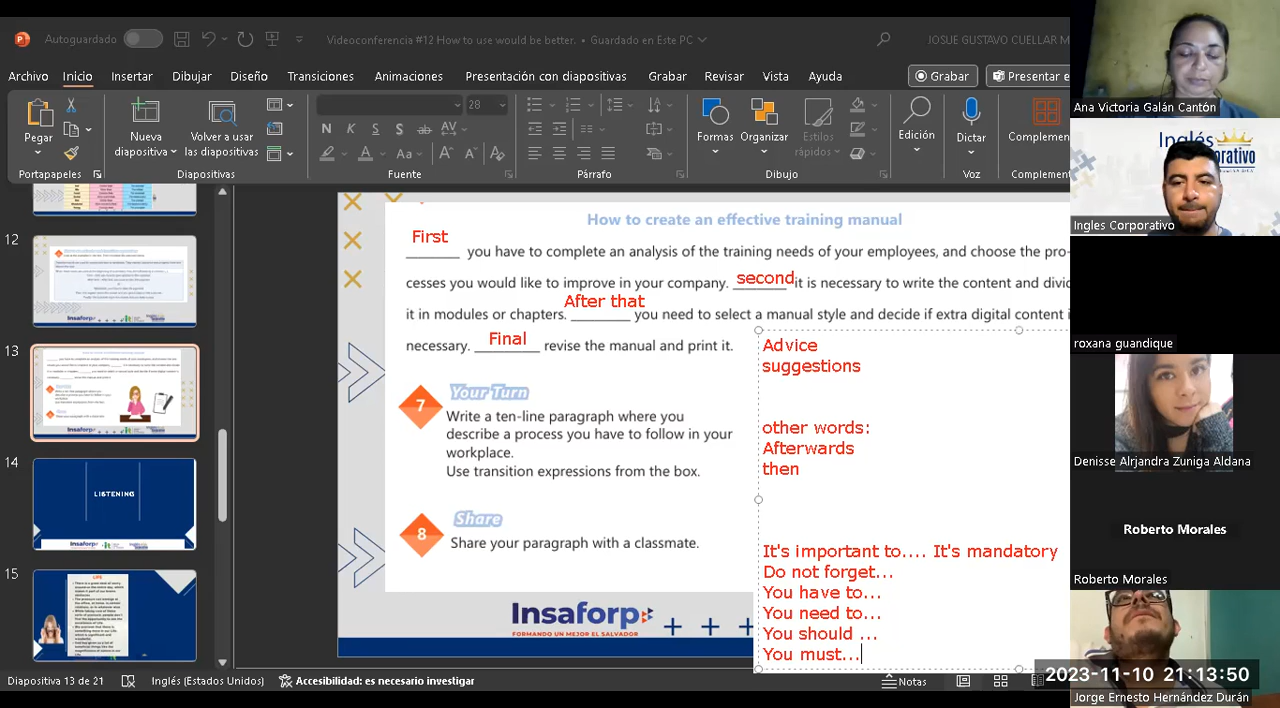 Autoguardado
Videoconferencia #12 How to use would be better. • Guardado en Este PC
JOSUE GUSTAVO CUELLAR M
Archivo Inicio Insertar Dibujar Diseño Transiciones Animaciones Presentación con diapositivas Grabar Revisar Vista Ayuda
Grabar
Presentar e
28
Pegar
Nueva diapositiva
Volver a usar las diapositivas
N K S S ab AV
Aa A A A
Formas
Organizar
Estilos rápidos
Edición
Dictar
Complemen
Portapapeles
Diapositivas
Fuente
Párrafo
Dibujo
Voz
Complement
12
13
14
LISTENING
15
LIFE
How to create an effective training manual
First
_____ you have to complete an analysis of the training needs of your employees, and choose the pro-
cesses you would like to improve in your company. second it is necessary to write the content and divid
After that
it in modules or chapters. _____ you need to select a manual style and decide if extra digital content i
necessary. Final revise the manual and print it.
7
Your Turn
Write a ten-line paragraph where you
describe a process you have to follow in your
workplace.
Use transition expressions from the box.
8
Share
Share your paragraph with a classmate.
Advice
suggestions
other words:
Afterwards
then
It's important to.... It's mandatory
Do not forget...
You have to...
You need to...
You should ...
You must...
insaforp
FORMANDO UN MEJOR EL SALVADOR
Diapositiva 13 de 21
Inglés (Estados Unidos)
Accesibilidad: es necesario investigar
Notas
Ana Victoria Galán Cantón
Inglés
Ingles Corporativo
roxana guandique
Denisse Alrjandra Zuniga Aldana
Roberto Morales
Roberto Morales
2023-11-10 21:13:50
Jorge Ernesto Hernández Durán